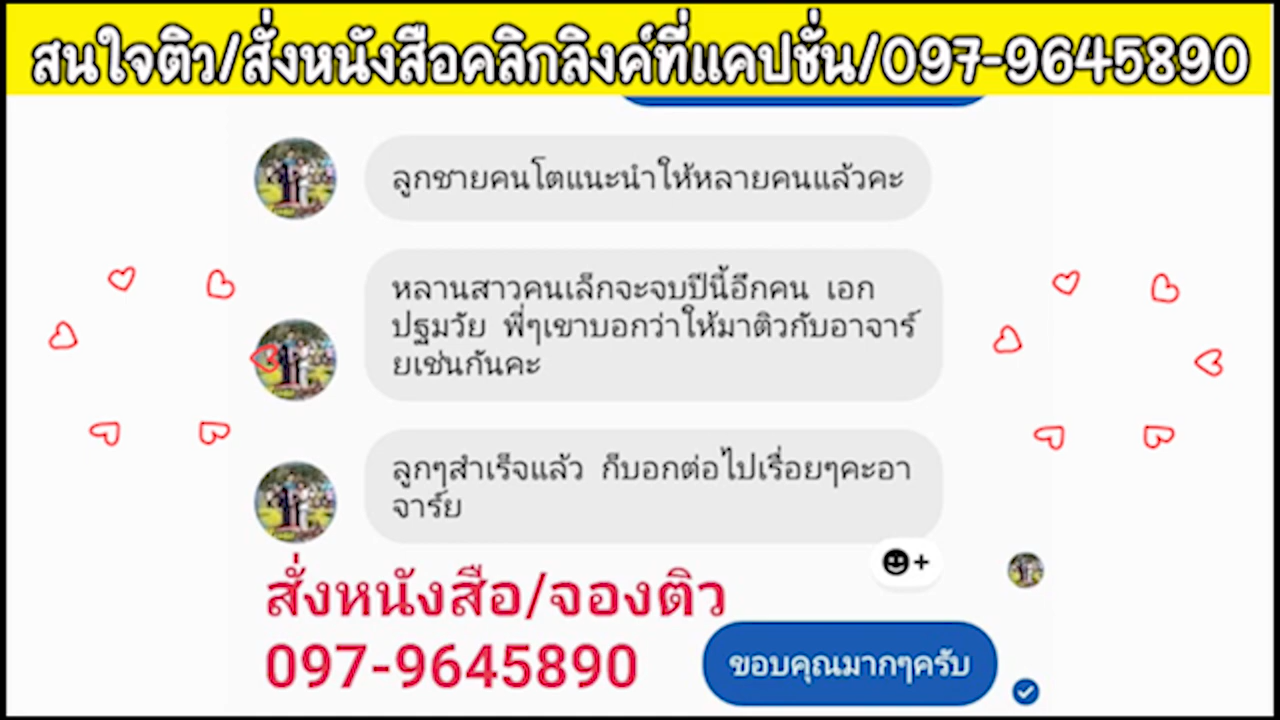 สนใจติว/สั่งหนังสือคลิกลิงค์ที่แคปชั่น/097-9645890
ลูกชายคนโตแนะนำให้หลายคนแล้วคะ
หลานสาวคนเล็กจะจบปีนี้อีกคน เอก
ปฐมวัย พี่ๆเขาบอกว่าให้มาติวกับอาจาร์
ยเช่นกันคะ
ลูกๆสำเร็จแล้ว ก็บอกต่อไปเรื่อยๆคะอา
จาร์ย
สั่งหนังสือ/จองติว
097-9645890
ขอบคุณมากๆครับ